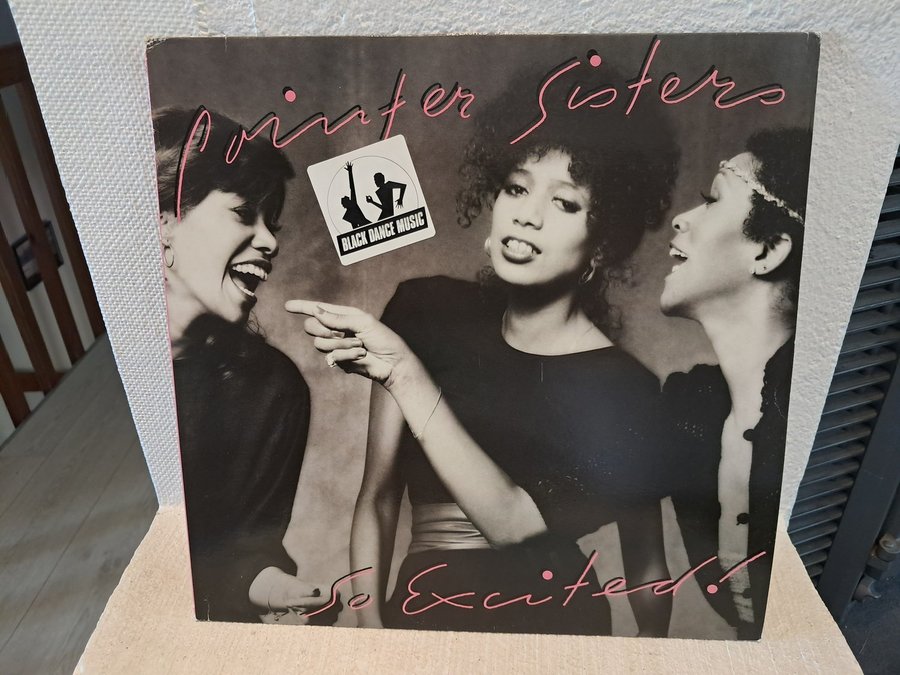 Pointer Sisters
BLACK DANCE MUSIC
So Excited!